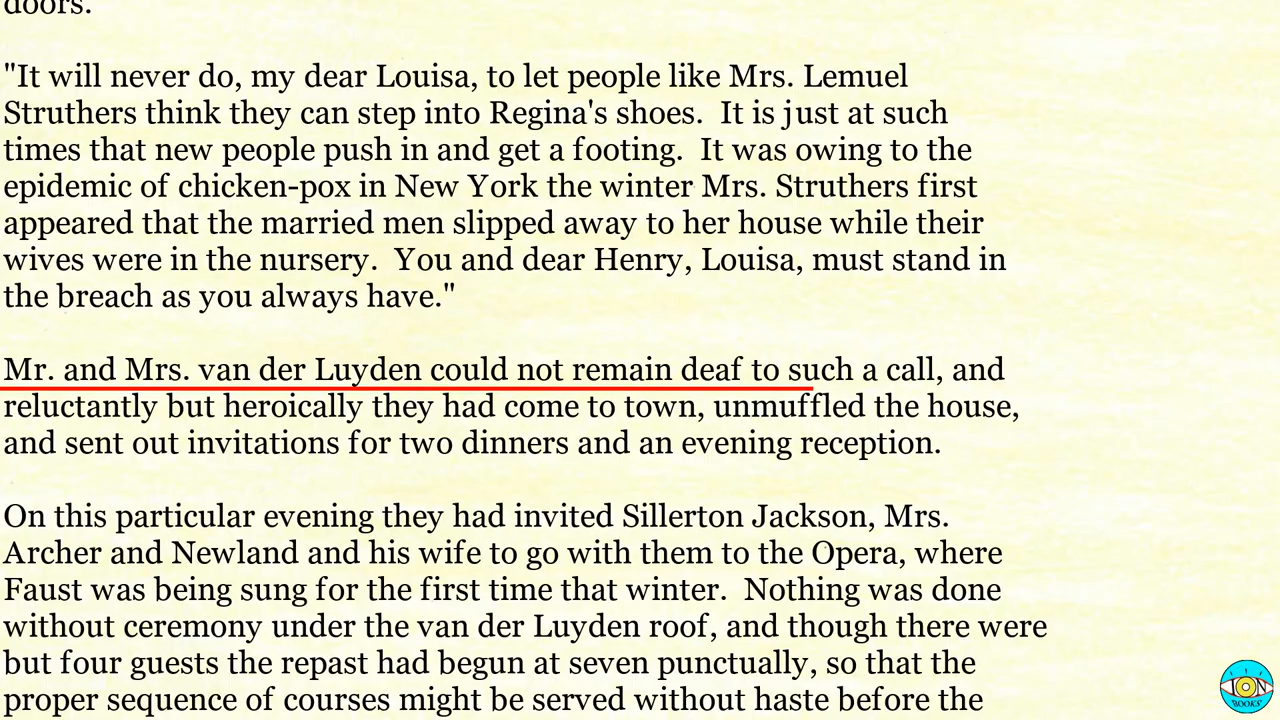 doors.
"It will never do, my dear Louisa, to let people like Mrs. Lemuel
Struthers think they can step into Regina's shoes.  It is just at such
times that new people push in and get a footing.  It was owing to the
epidemic of chicken-pox in New York the winter Mrs. Struthers first
appeared that the married men slipped away to her house while their
wives were in the nursery.  You and dear Henry, Louisa, must stand in
the breach as you always have."
Mr. and Mrs. van der Luyden could not remain deaf to such a call, and
reluctantly but heroically they had come to town, unmuffled the house,
and sent out invitations for two dinners and an evening reception.
On this particular evening they had invited Sillerton Jackson, Mrs.
Archer and Newland and his wife to go with them to the Opera, where
Faust was being sung for the first time that winter.  Nothing was done
without ceremony under the van der Luyden roof, and though there were
but four guests the repast had begun at seven punctually, so that the
proper sequence of courses might be served without haste before the
ION
BOOKS